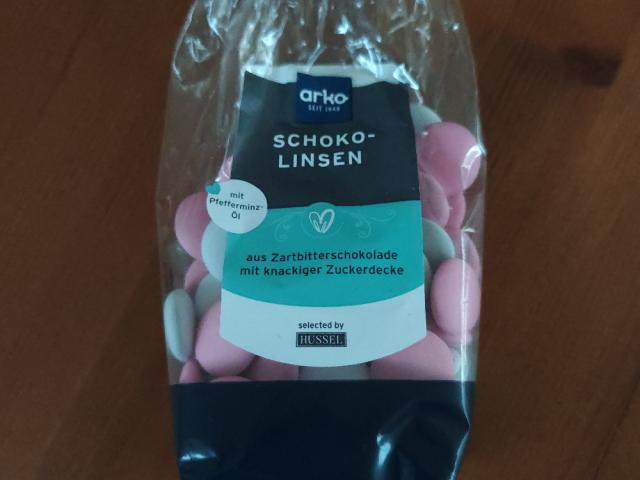 arko
SEIT 1948
SCHOKO-
LINSEN
mit
Pfefferminz-
Öl
aus Zartbitterschokolade
mit knackiger Zuckerdecke
selected by
HUSSEL